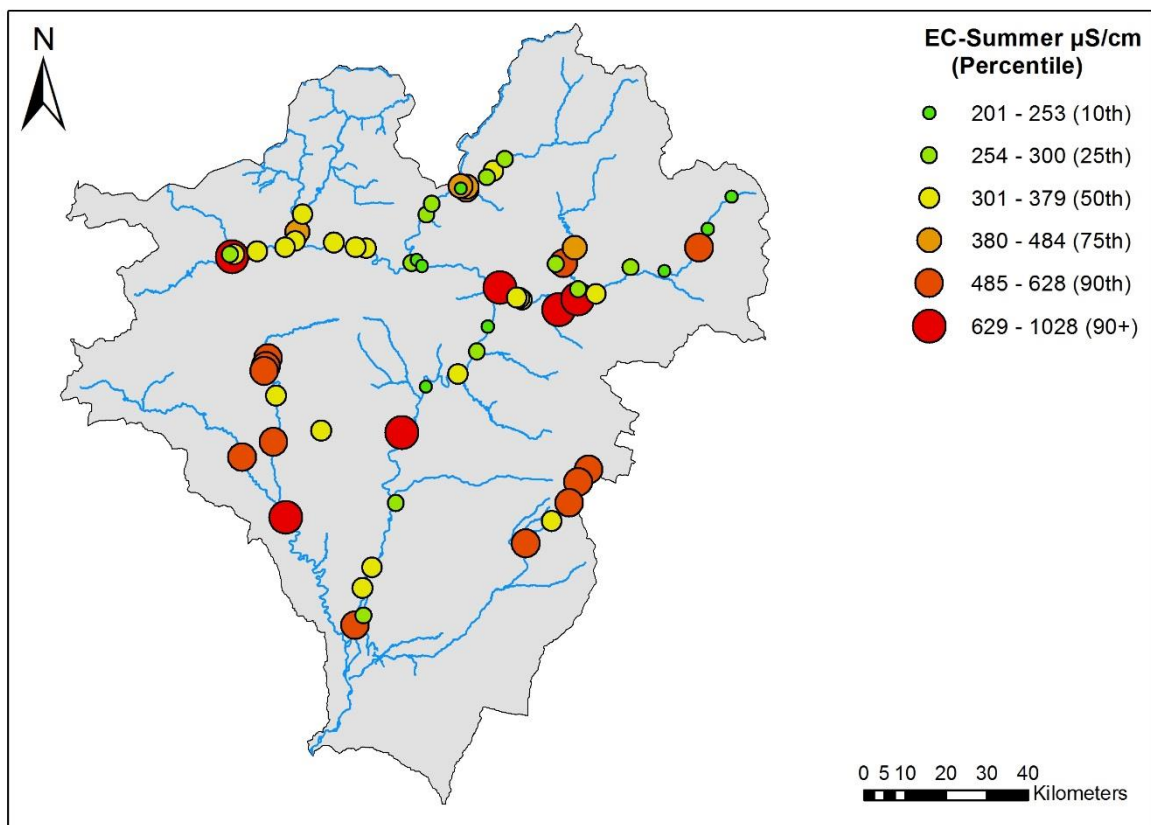 N
EC-Summer µS/cm
(Percentile)
201 - 253 (10th)
254 - 300 (25th)
301 - 379 (50th)
380 - 484 (75th)
485 - 628 (90th)
629 - 1028 (90+)
0 5 10 20 30 40
Kilometers